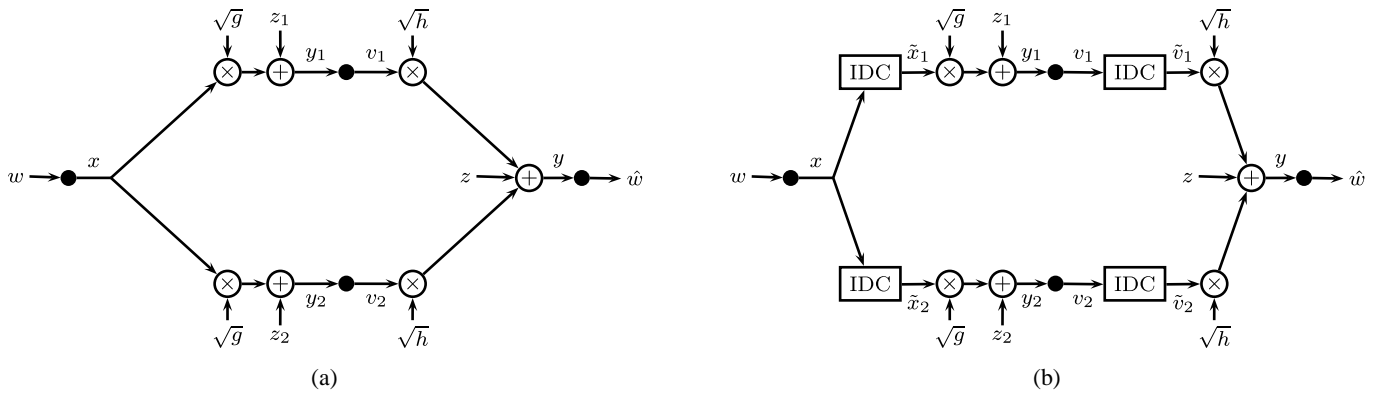 √g z₁ √h √g z₁ √h
y₁ v₁ x̃₁ y₁ v₁ ṽ₁
× + × IDC × + IDC ×
w x z + y ŵ w x z + y ŵ
× + × IDC × + IDC ×
y₂ v₂ x̃₂ y₂ v₂ ṽ₂
√g z₂ √h √g z₂ √h
(a) (b)